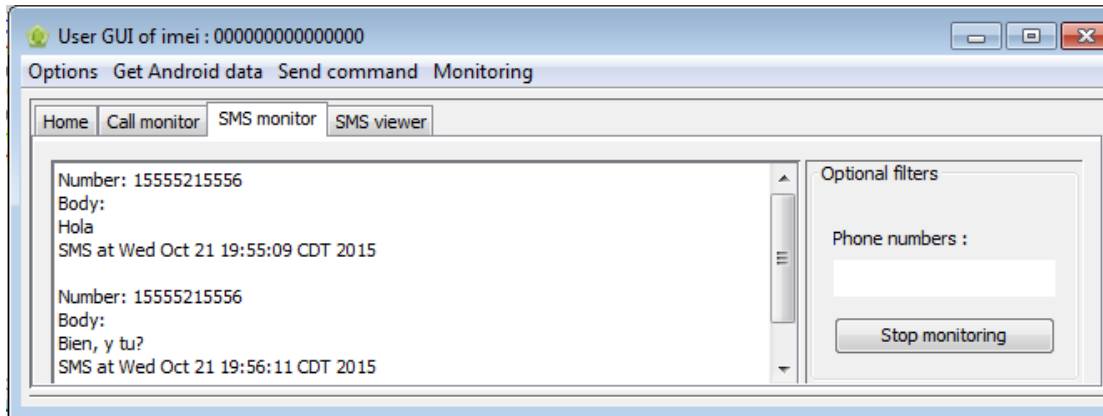 User GUI of imei : 000000000000000
Options Get Android data Send command Monitoring
Home Call monitor SMS monitor SMS viewer
Number: 15555215556
Body:
Hola
SMS at Wed Oct 21 19:55:09 CDT 2015
Number: 15555215556
Body:
Bien, y tu?
SMS at Wed Oct 21 19:56:11 CDT 2015
Optional filters
Phone numbers :
Stop monitoring